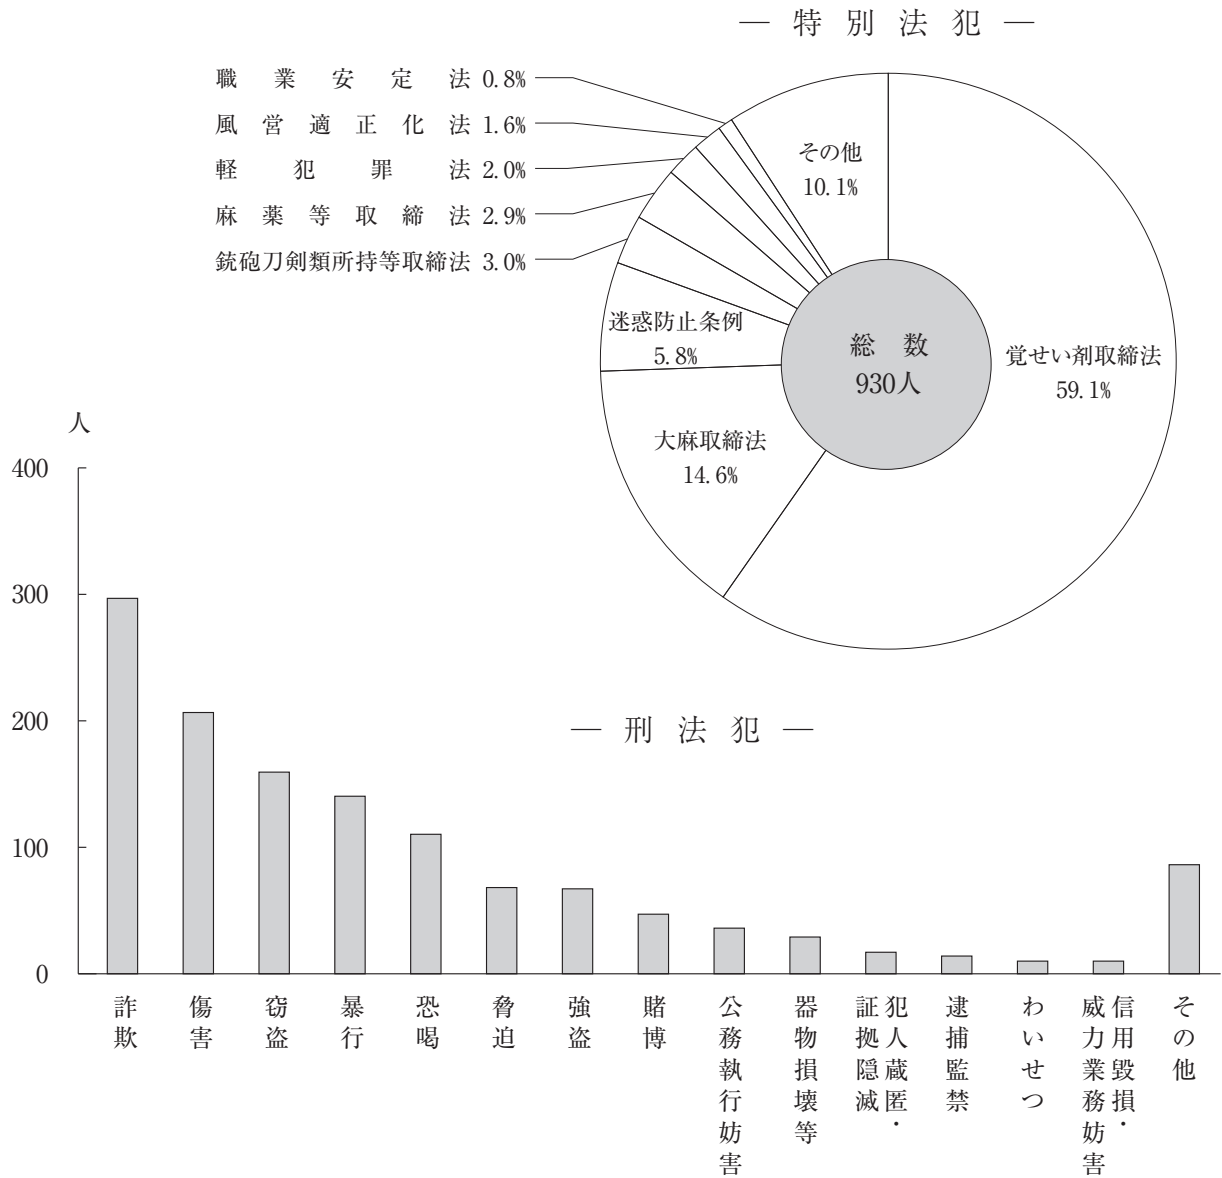 ― 特別法犯 ―
職業安定法 0.8%
風営適正化法 1.6%
軽犯罪法 2.0%
麻薬等取締法 2.9%
銃砲刀剣類所持等取締法 3.0%
その他
10.1%
迷惑防止条例
5.8%
大麻取締法
14.6%
総数
930人
覚せい剤取締法
59.1%
人
400
300
200
100
0
― 刑法犯 ―
詐欺
傷害
窃盗
暴行
恐喝
脅迫
強盗
賭博
公務執行妨害
器物損壊等
犯人蔵匿・
証拠隠滅
逮捕監禁
わいせつ
信用毀損・
威力業務妨害
その他